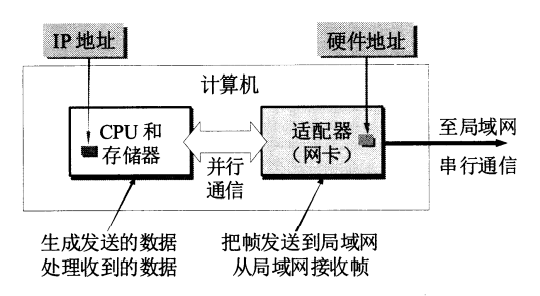 IP 地址
硬件地址
计算机
CPU 和
存储器
并行
通信
适配器
（网卡）
至局域网
串行通信
生成发送的数据
处理收到的数据
把帧发送到局域网
从局域网接收帧